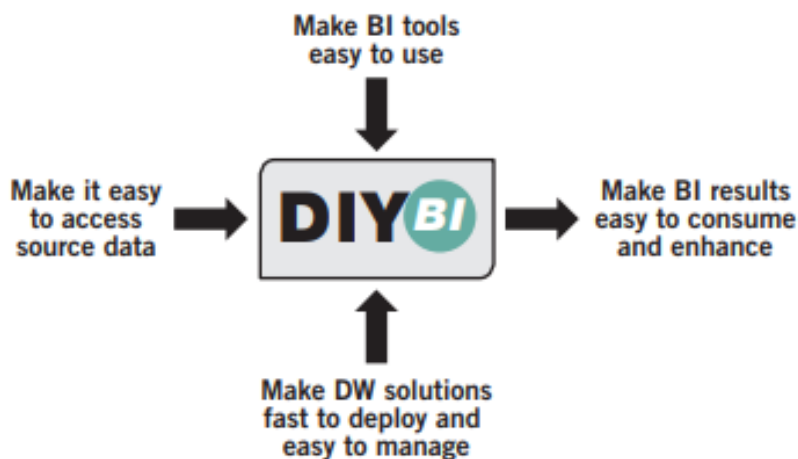 Make BI tools
easy to use
Make it easy
to access
source data
DIY BI
Make BI results
easy to consume
and enhance
Make DW solutions
fast to deploy and
easy to manage